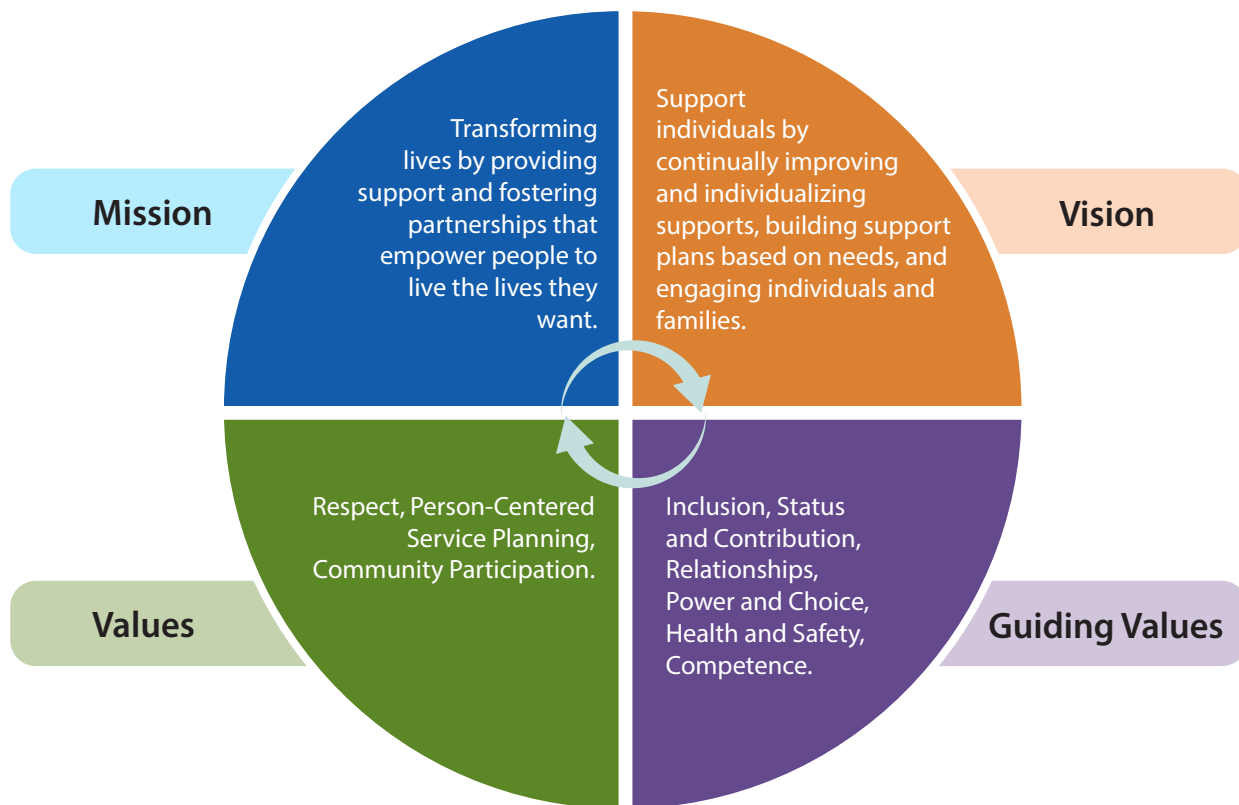 Mission
Transforming
lives by providing
support and fostering
partnerships that
empower people to
live the lives they
want.
Support
individuals by
continually improving
and individualizing
supports, building support
plans based on needs, and
engaging individuals and
families.
Vision
Values
Respect, Person-Centered
Service Planning,
Community Participation.
Inclusion, Status
and Contribution,
Relationships,
Power and Choice,
Health and Safety,
Competence.
Guiding Values